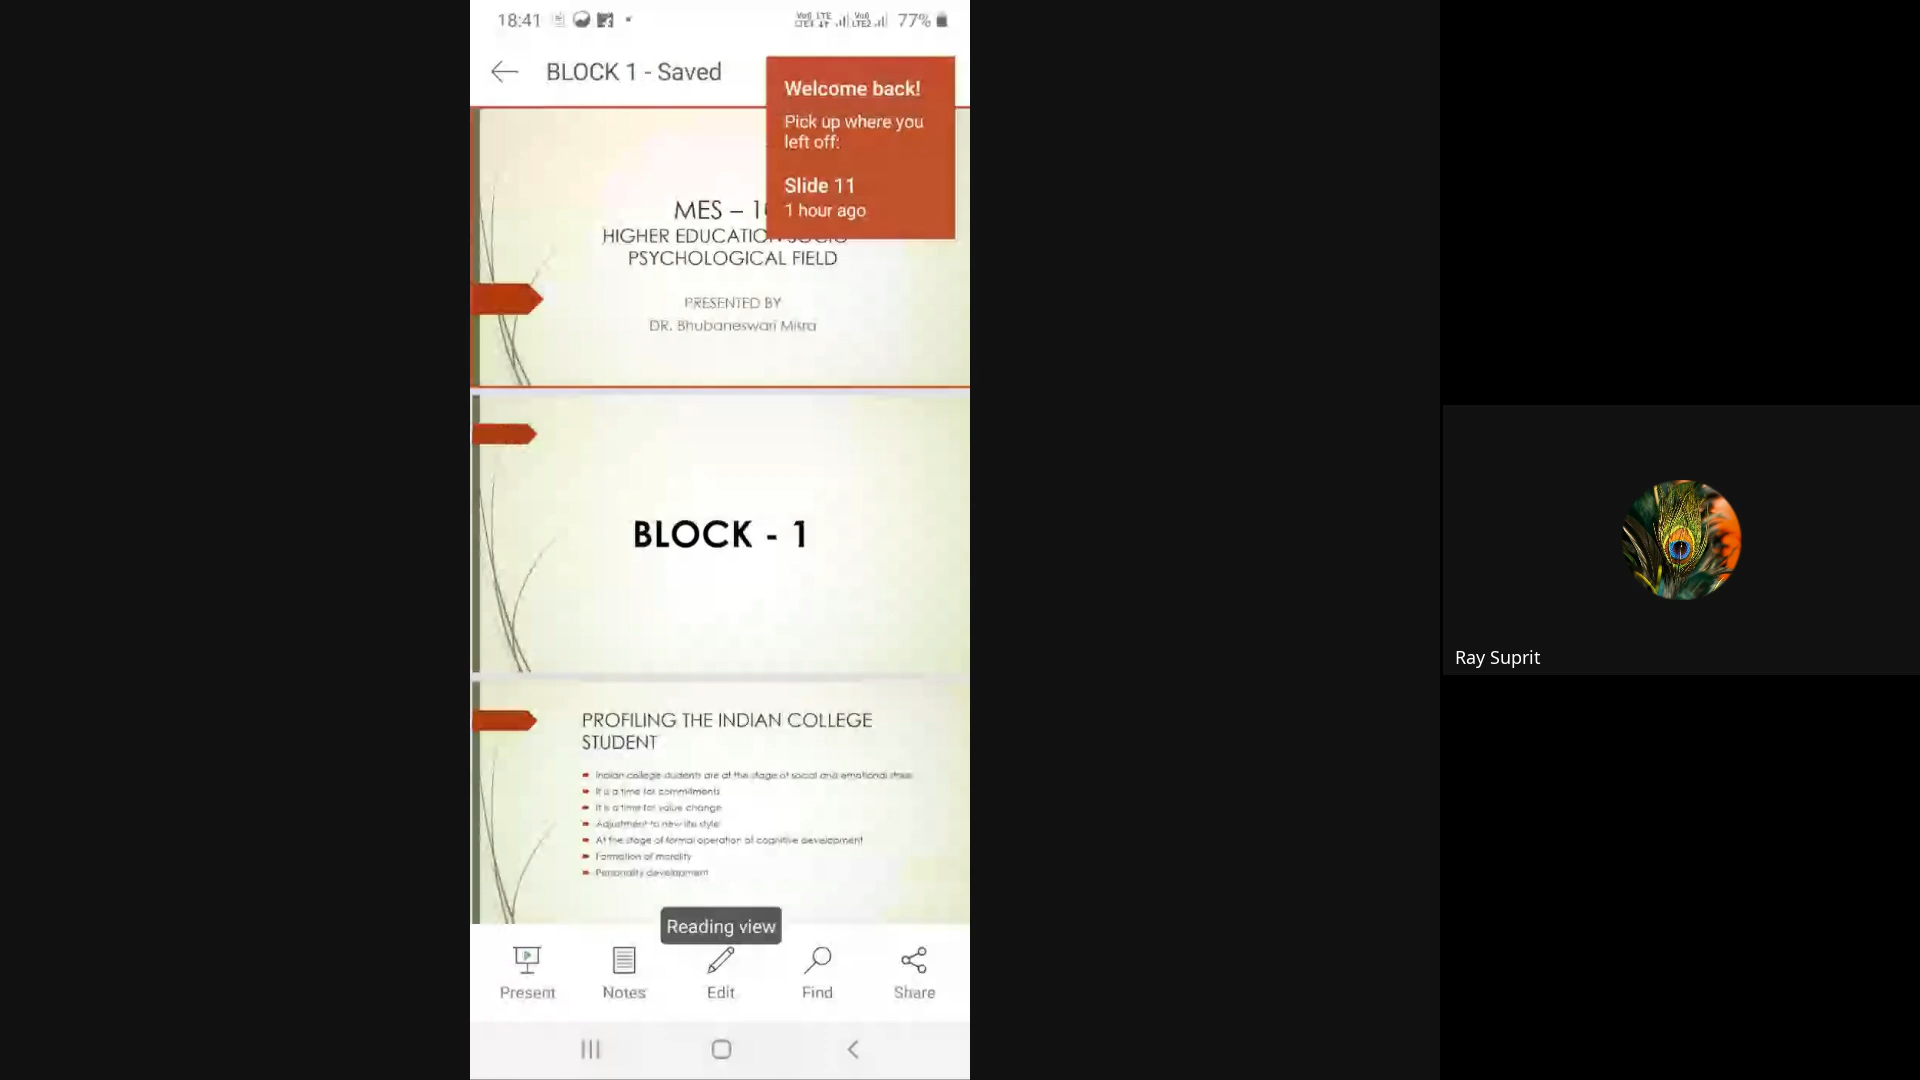 18:41
77%
BLOCK 1 - Saved
Welcome back!
Pick up where you
left off:
Slide 11
1 hour ago
MES –
HIGHER EDUCATION SOCIO
PSYCHOLOGICAL FIELD
PRESENTED BY
DR. Bhubaneswari Misra
BLOCK - 1
PROFILING THE INDIAN COLLEGE
STUDENT
Indian college students are at the stage of social and emotional stress
It is a time for commitments
It is a time for value change
Adjustment to new life style
At the stage of formal operation of cognitive development
Formation of morality
Personality development
Reading view
Present
Notes
Edit
Find
Share
Ray Suprit